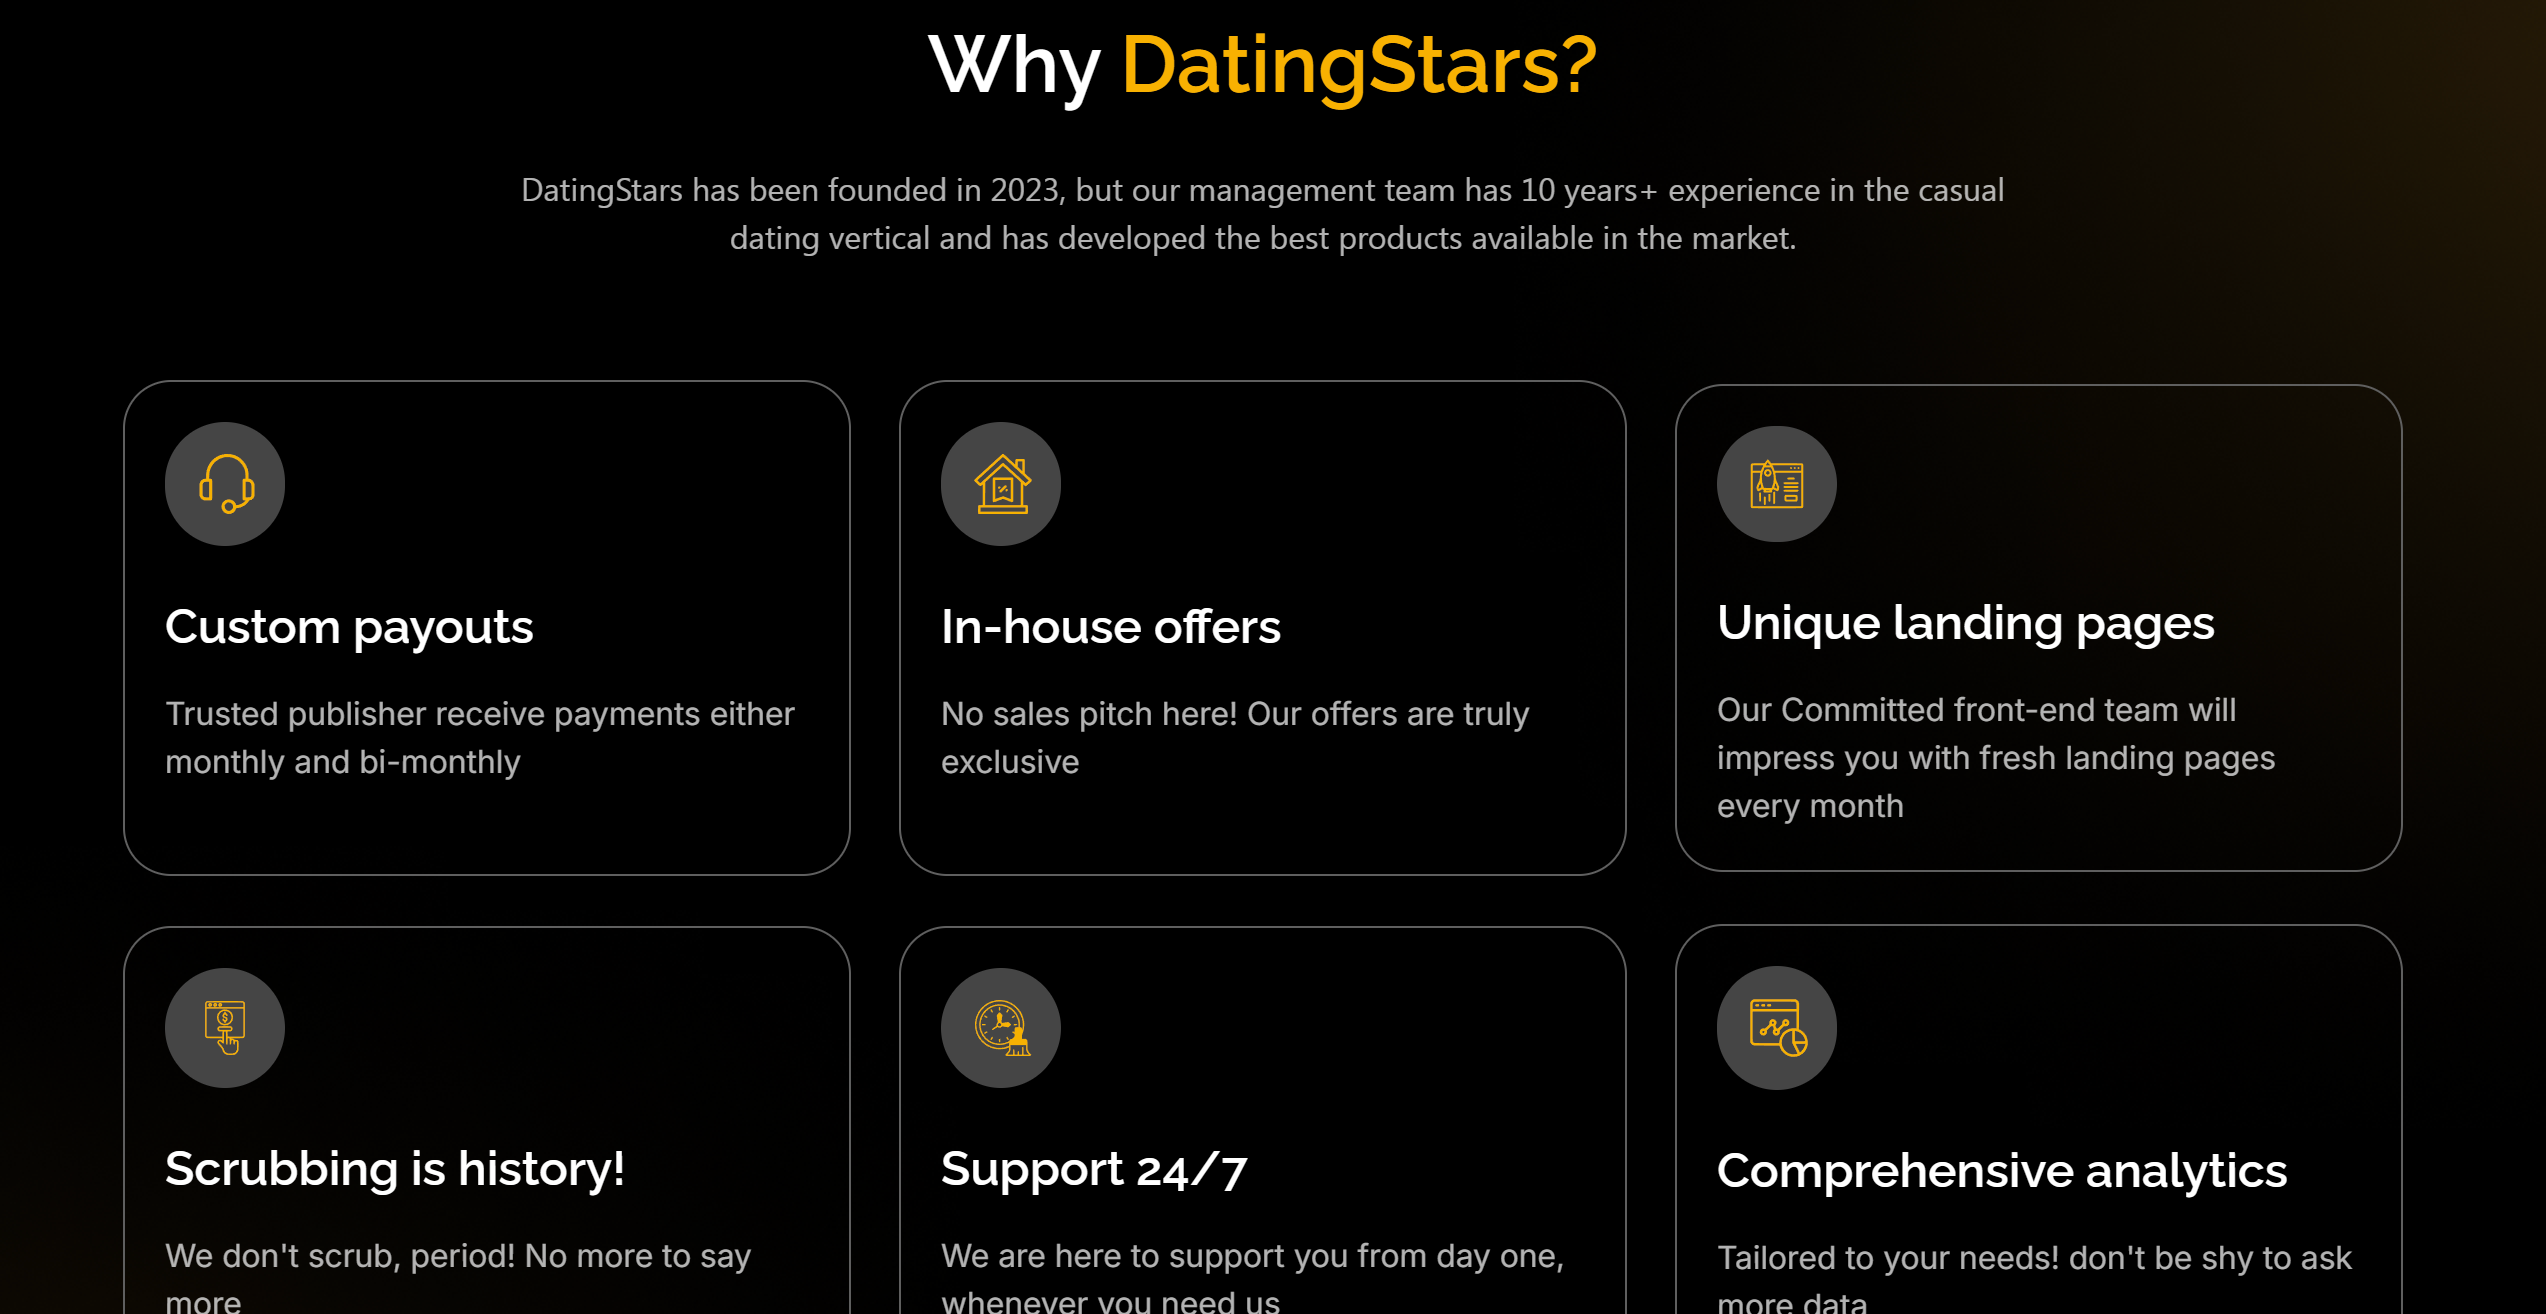 Why DatingStars?
DatingStars has been founded in 2023, but our management team has 10 years+ experience in the casual
dating vertical and has developed the best products available in the market.
Custom payouts
Trusted publisher receive payments either
monthly and bi-monthly
In-house offers
No sales pitch here! Our offers are truly
exclusive
Unique landing pages
Our Committed front-end team will
impress you with fresh landing pages
every month
Scrubbing is history!
We don't scrub, period! No more to say
more
Support 24/7
We are here to support you from day one,
whenever you need us
Comprehensive analytics
Tailored to your needs! don't be shy to ask
more data